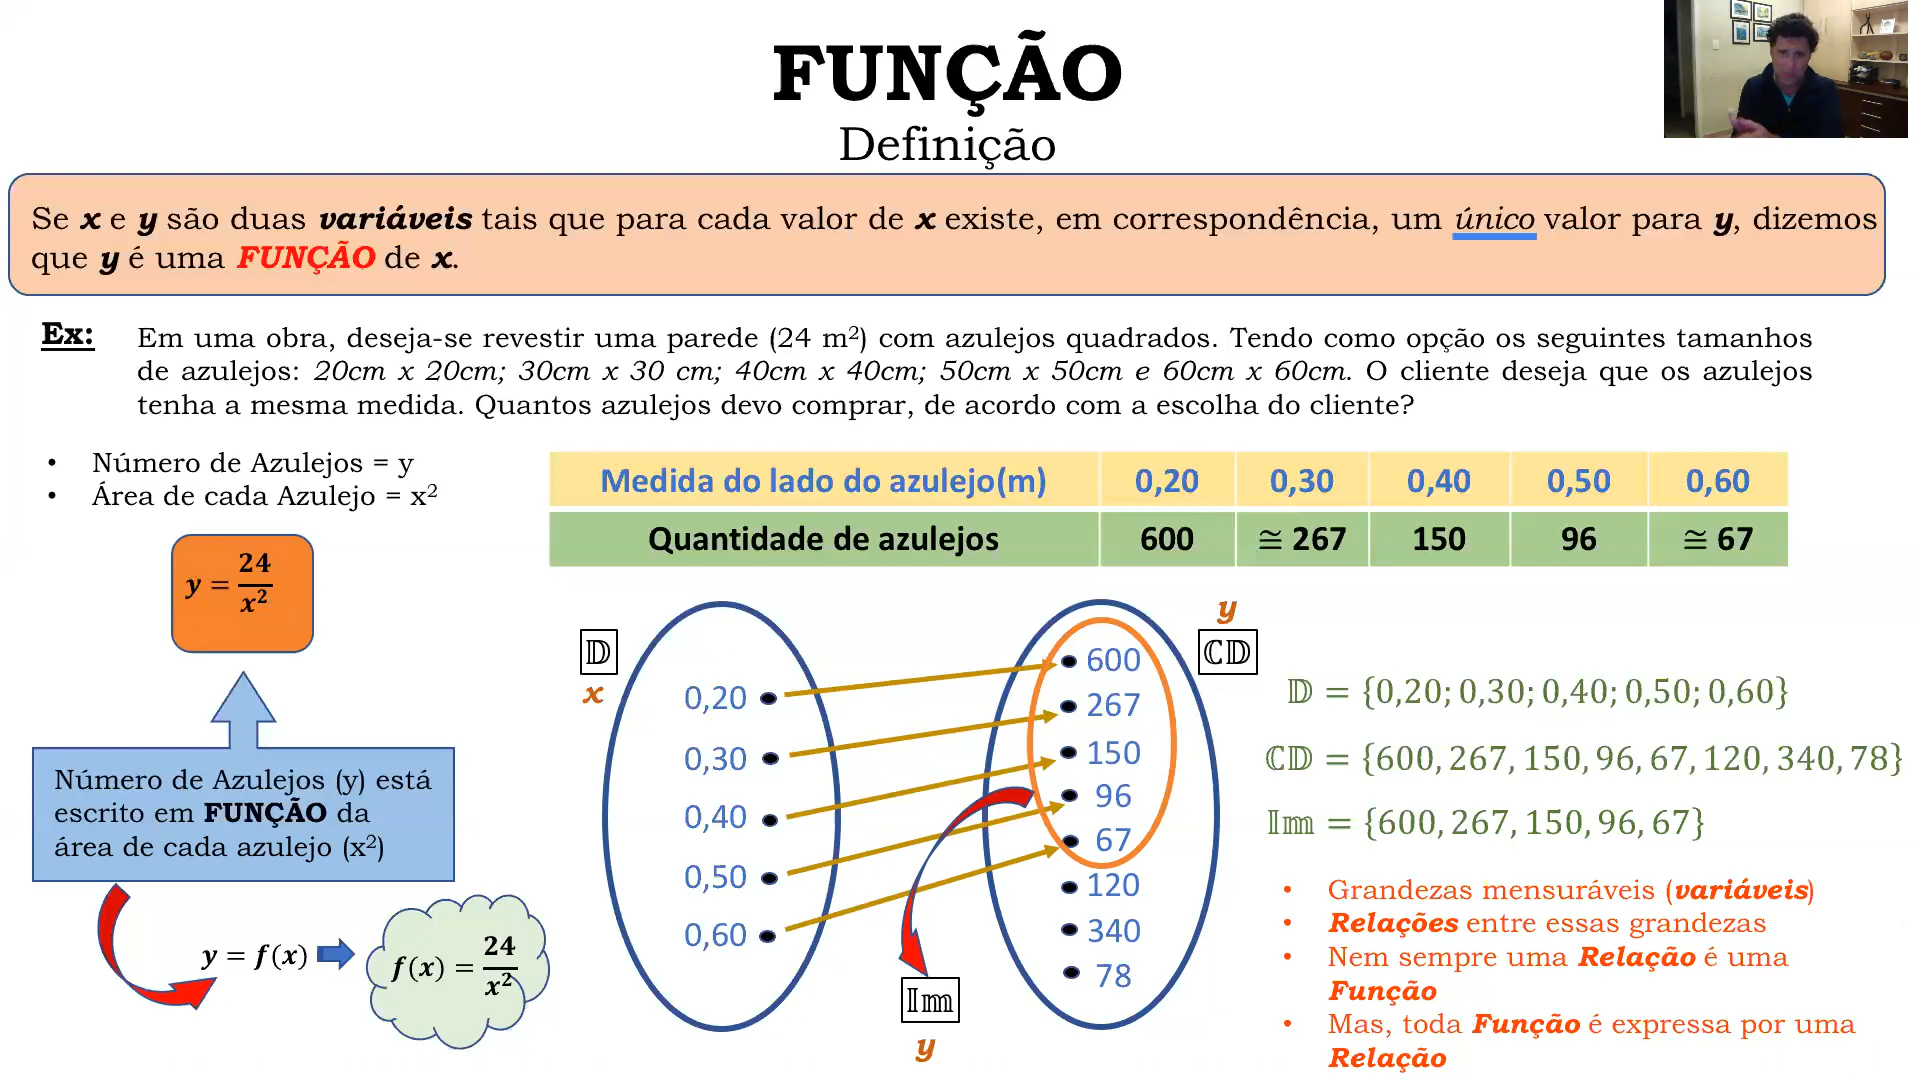 FUNÇÃO
Definição
Se x e y são duas variáveis tais que para cada valor de x existe, em correspondência, um único valor para y, dizemos
que y é uma FUNÇÃO de x.
Ex: Em uma obra, deseja-se revestir uma parede (24 m²) com azulejos quadrados. Tendo como opção os seguintes tamanhos
de azulejos: 20cm x 20cm; 30cm x 30 cm; 40cm x 40cm; 50cm x 50cm e 60cm x 60cm. O cliente deseja que os azulejos
tenha a mesma medida. Quantos azulejos devo comprar, de acordo com a escolha do cliente?
• Número de Azulejos = y
• Área de cada Azulejo = x²
y = 24/x²
Número de Azulejos (y) está
escrito em FUNÇÃO da
área de cada azulejo (x²)
y = f(x)
f(x) = 24/x²
Medida do lado do azulejo(m) 0,20 0,30 0,40 0,50 0,60
Quantidade de azulejos 600 ≅ 267 150 96 ≅ 67
𝔻
x
0,20
0,30
0,40
0,50
0,60
y
ℂ𝔻
600
267
150
96
67
120
340
78
𝕀𝕞
y
𝔻 = {0,20; 0,30; 0,40; 0,50; 0,60}
ℂ𝔻 = {600, 267, 150, 96, 67, 120, 340, 78}
𝕀𝕞 = {600, 267, 150, 96, 67}
• Grandezas mensuráveis (variáveis)
• Relações entre essas grandezas
• Nem sempre uma Relação é uma
Função
• Mas, toda Função é expressa por uma
Relação